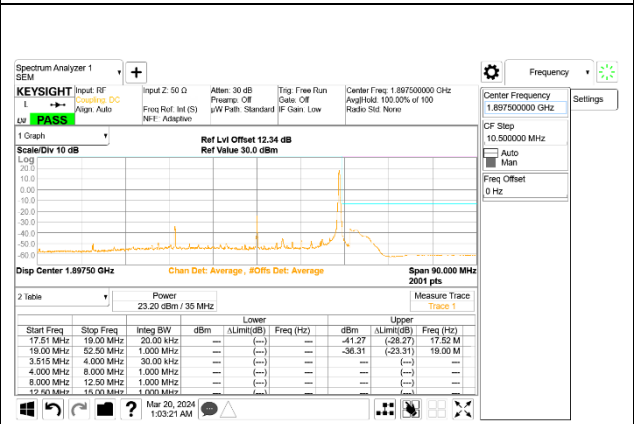 Spectrum Analyzer 1
SEM
Frequency
KEYSIGHT
Input: RF
Coupling: DC
Align: Auto
Input Z: 50 Ω
Freq Ref: Int (S)
NFE: Adaptive
Atten: 30 dB
Preamp: Off
µW Path: Standard
Trig: Free Run
Gate: Off
IF Gain: Low
Center Freq: 1.897500000 GHz
Avg|Hold: 100.00% of 100
Radio Std: None
PASS
Center Frequency
1.897500000 GHz
Settings
CF Step
10.500000 MHz
Auto
Man
Freq Offset
0 Hz
1 Graph
Scale/Div 10 dB
Ref Lvl Offset 12.34 dB
Ref Value 30.0 dBm
Log
20.0
10.0
0.0
-10.0
-20.0
-30.0
-40.0
-50.0
-60.0
Disp Center 1.89750 GHz
Chan Det: Average, #Offs Det: Average
Span 90.000 MHz
2001 pts
2 Table
Power
23.20 dBm / 35 MHz
Measure Trace
Trace 1
Lower Upper
Start Freq Stop Freq Integ BW dBm ΔLimit(dB) Freq (Hz) dBm ΔLimit(dB) Freq (Hz)
17.51 MHz 19.00 MHz 20.00 kHz --- (---) --- -41.27 (-28.27) 17.52 M
19.00 MHz 52.50 MHz 1.000 MHz --- (---) --- -36.31 (-23.31) 19.00 M
3.515 MHz 4.000 MHz 30.00 kHz --- (---) --- --- (---) ---
4.000 MHz 8.000 MHz 1.000 MHz --- (---) --- --- (---) ---
8.000 MHz 12.50 MHz 1.000 MHz --- (---) --- --- (---) ---
12.50 MHz 15.00 MHz 1.000 MHz --- (---) --- --- (---) ---
Mar 20, 2024
1:03:21 AM